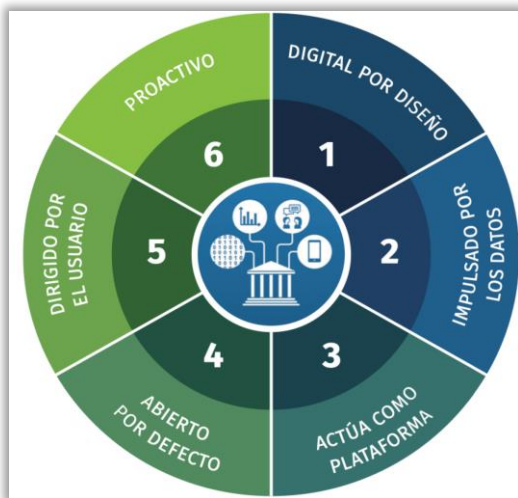 DIGITAL POR DISEÑO
1
IMPULSADO POR
LOS DATOS
2
ACTÚA COMO
PLATAFORMA
3
ABIERTO
POR DEFECTO
4
DIRIGIDO POR
EL USUARIO
5
PROACTIVO
6